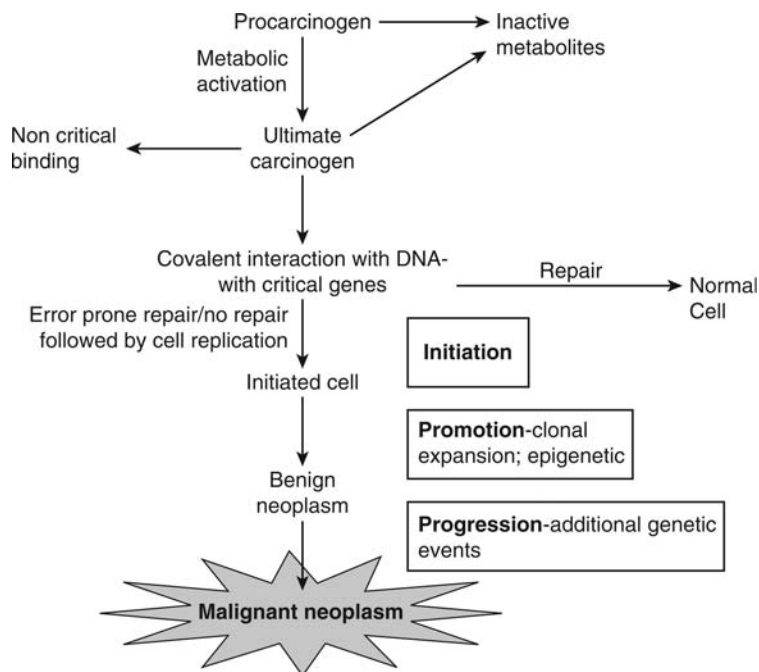 Procarcinogen
Inactive
metabolites
Metabolic
activation
Non critical
binding
Ultimate
carcinogen
Covalent interaction with DNA-
with critical genes
Repair
Normal
Cell
Error prone repair/no repair
followed by cell replication
Initiation
Initiated cell
Promotion-clonal
expansion; epigenetic
Benign
neoplasm
Progression-additional genetic
events
Malignant neoplasm